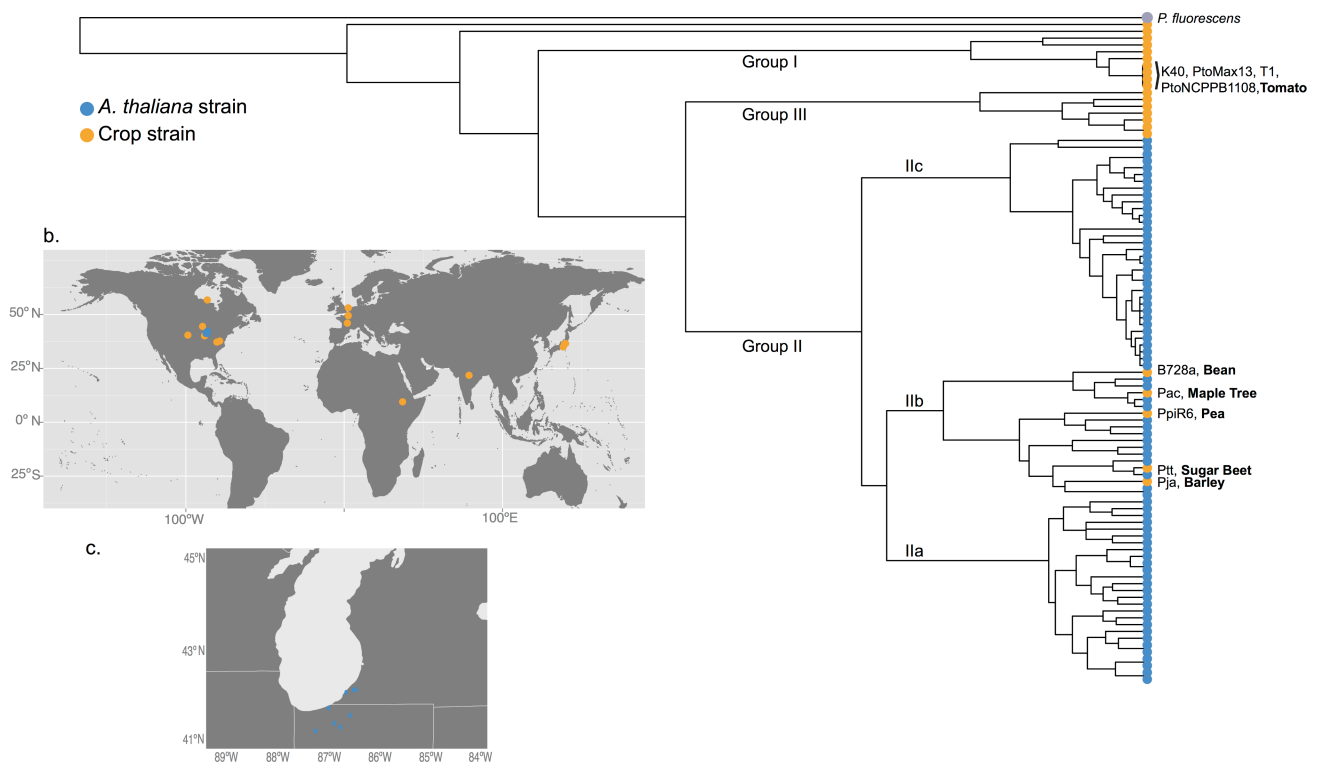 P. fluorescens
Group I
K40, PtoMax13, T1,
PtoNCPPB1108,Tomato
A. thaliana strain
Crop strain
Group III
IIc
b.
50° N
25° N
0° N
25° S
100°W
100°E
Group II
B728a, Bean
IIb
Pac, Maple Tree
PpiR6, Pea
Ptt, Sugar Beet
Pja, Barley
IIa
c.
45°N
43°N
41°N
89°W 88°W 87°W 86°W 85°W 84°W